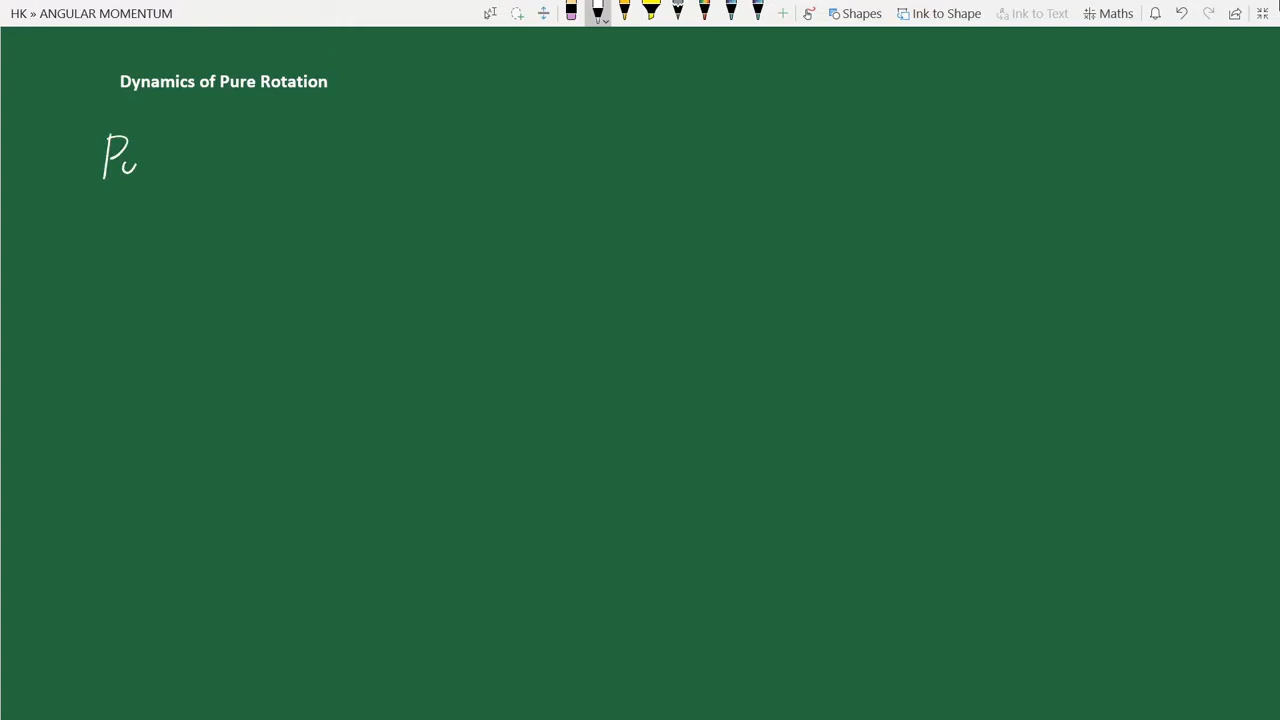 HK » ANGULAR MOMENTUM
Shapes
Ink to Shape
Ink to Text
Maths
Dynamics of Pure Rotation
Pu